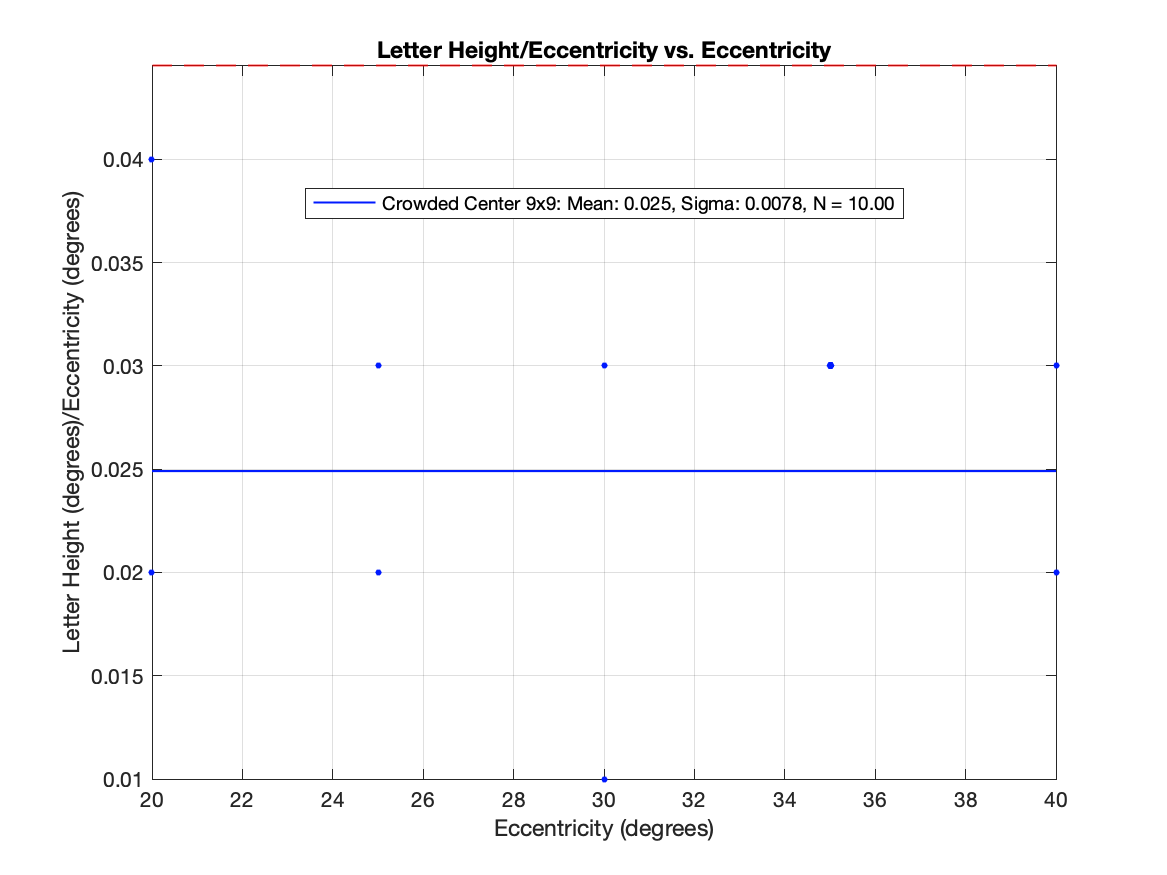 Letter Height/Eccentricity vs. Eccentricity
Letter Height (degrees)/Eccentricity (degrees)
0.04
0.035
0.03
0.025
0.02
0.015
0.01
Crowded Center 9x9: Mean: 0.025, Sigma: 0.0078, N = 10.00
20 22 24 26 28 30 32 34 36 38 40
Eccentricity (degrees)